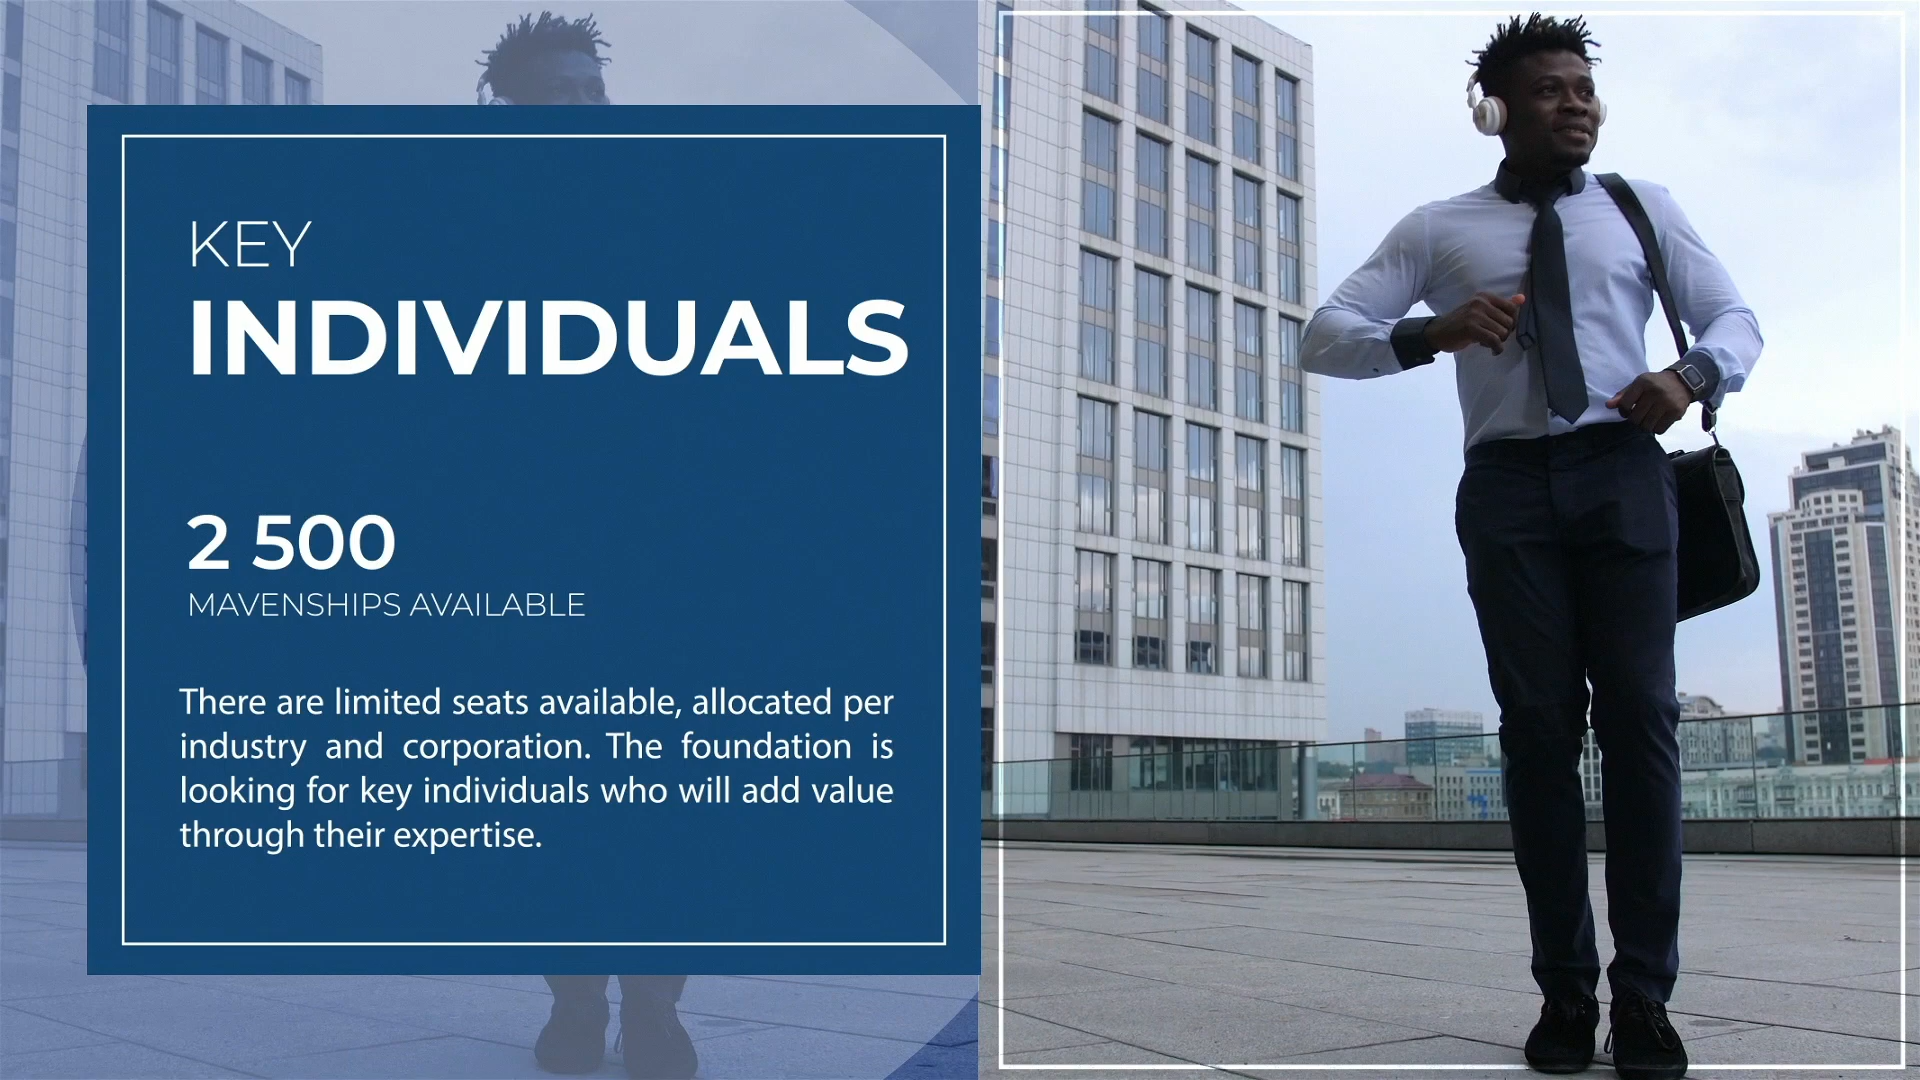 KEY
INDIVIDUALS
2 500
MAVENSHIPS AVAILABLE
There are limited seats available, allocated per
industry and corporation. The foundation is
looking for key individuals who will add value
through their expertise.